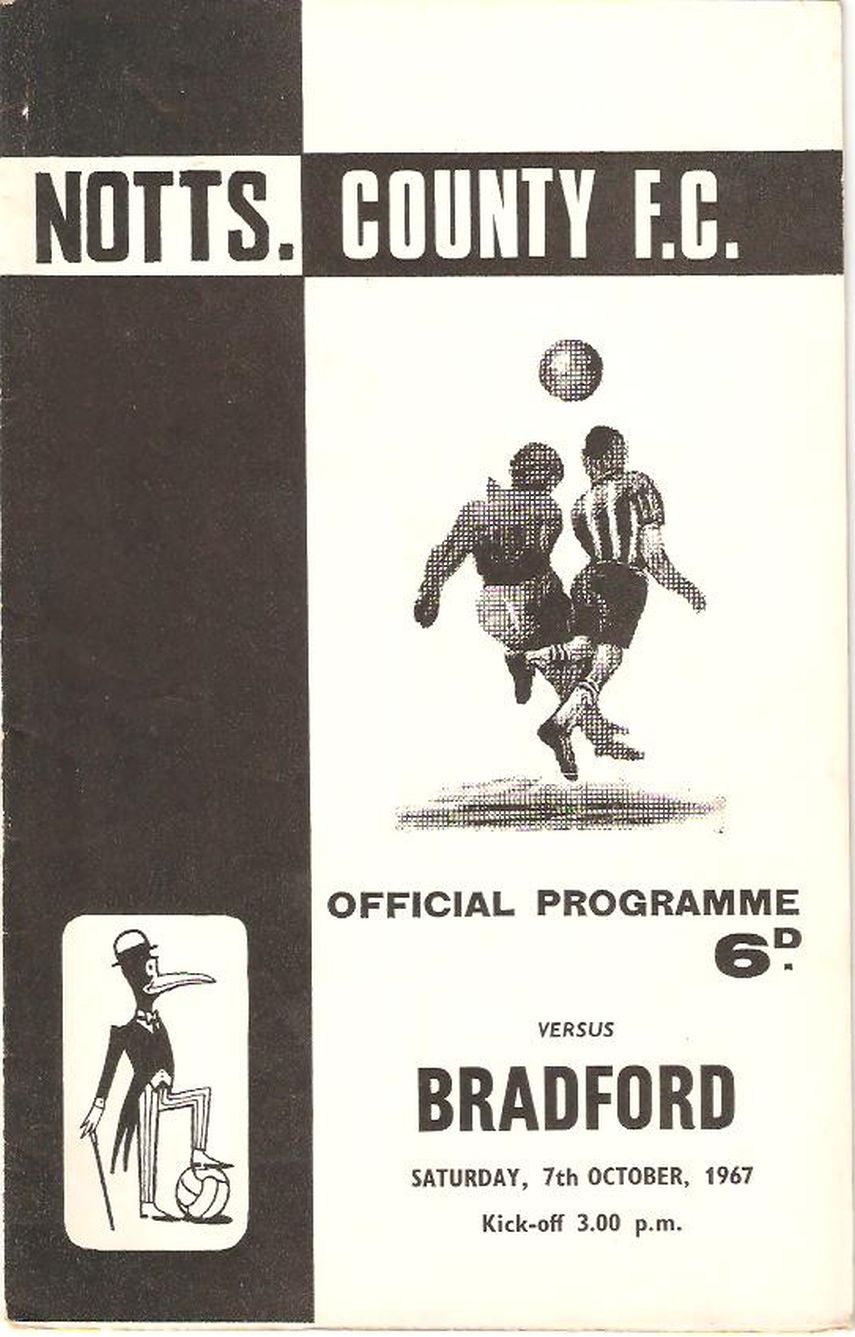 NOTTS. COUNTY F.C.
OFFICIAL PROGRAMME
6D.
VERSUS
BRADFORD
SATURDAY, 7th OCTOBER, 1967
Kick-off 3.00 p.m.